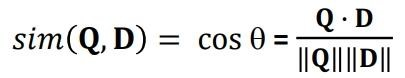 sim(Q, D) = cos θ = Q · D / ‖Q‖‖D‖